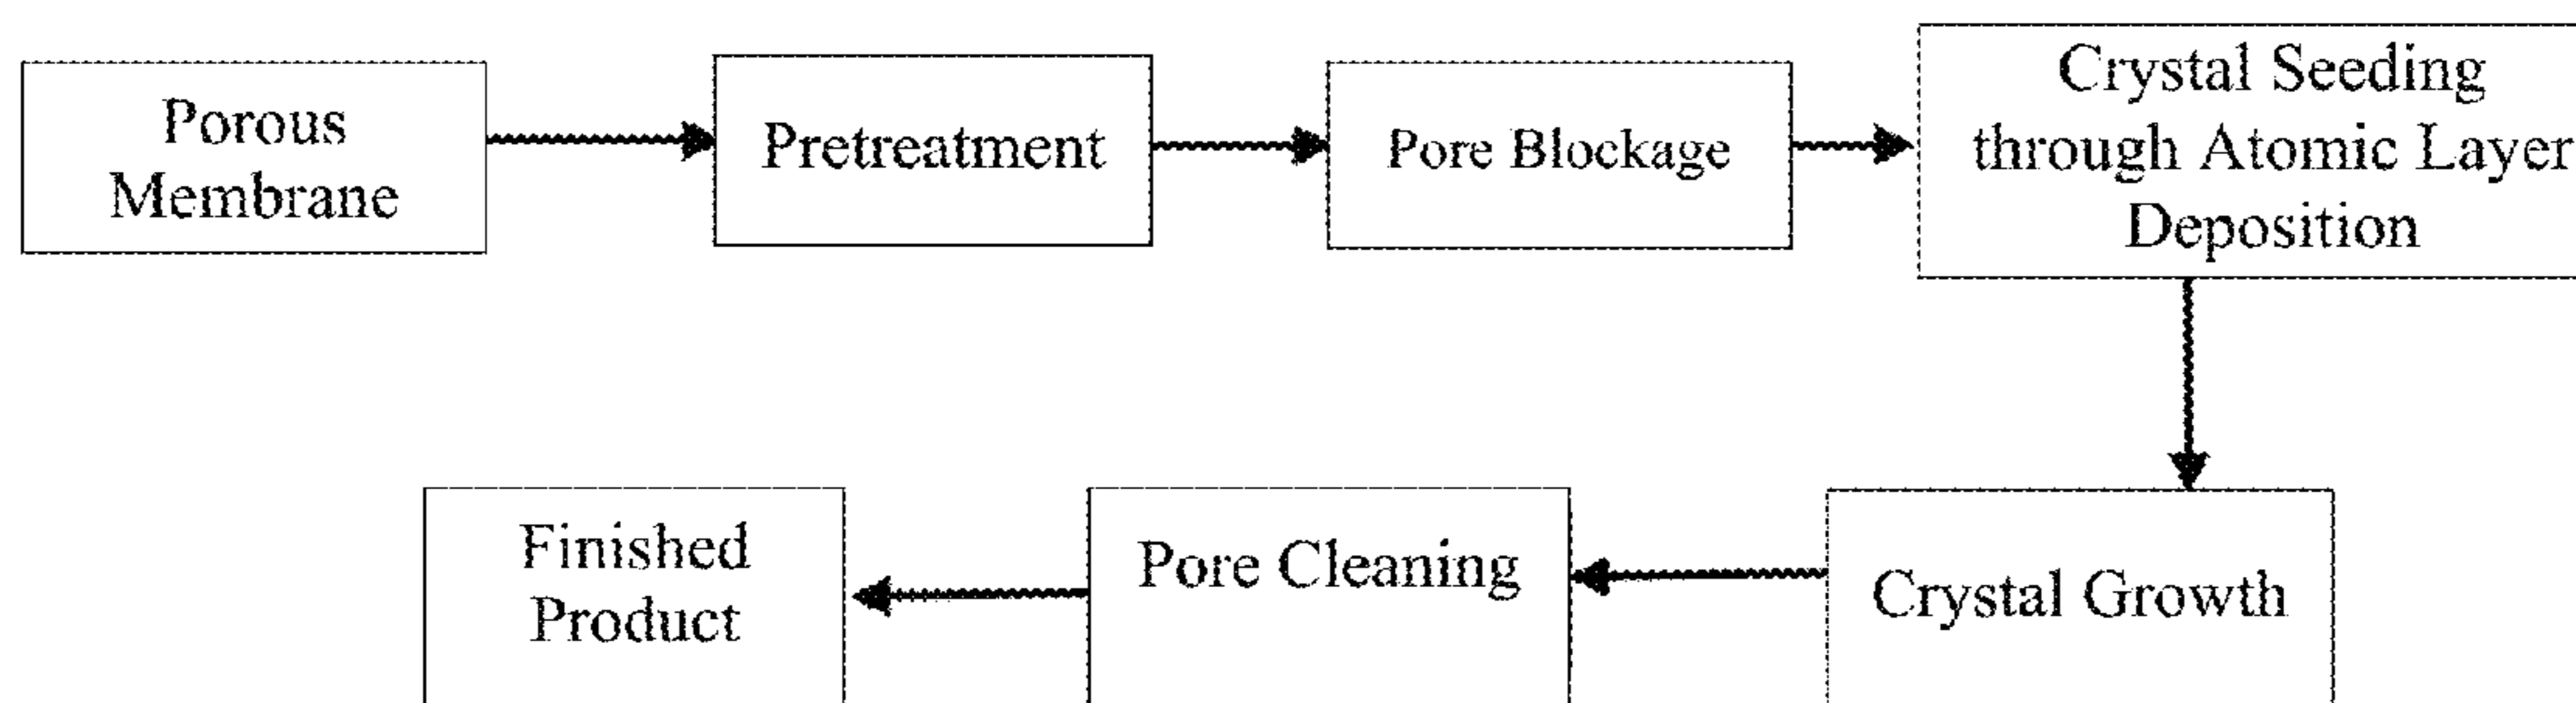 Porous
Membrane
Pretreatment
Pore Blockage
Crystal Seeding
through Atomic Layer
Deposition
Finished
Product
Pore Cleaning
Crystal Growth